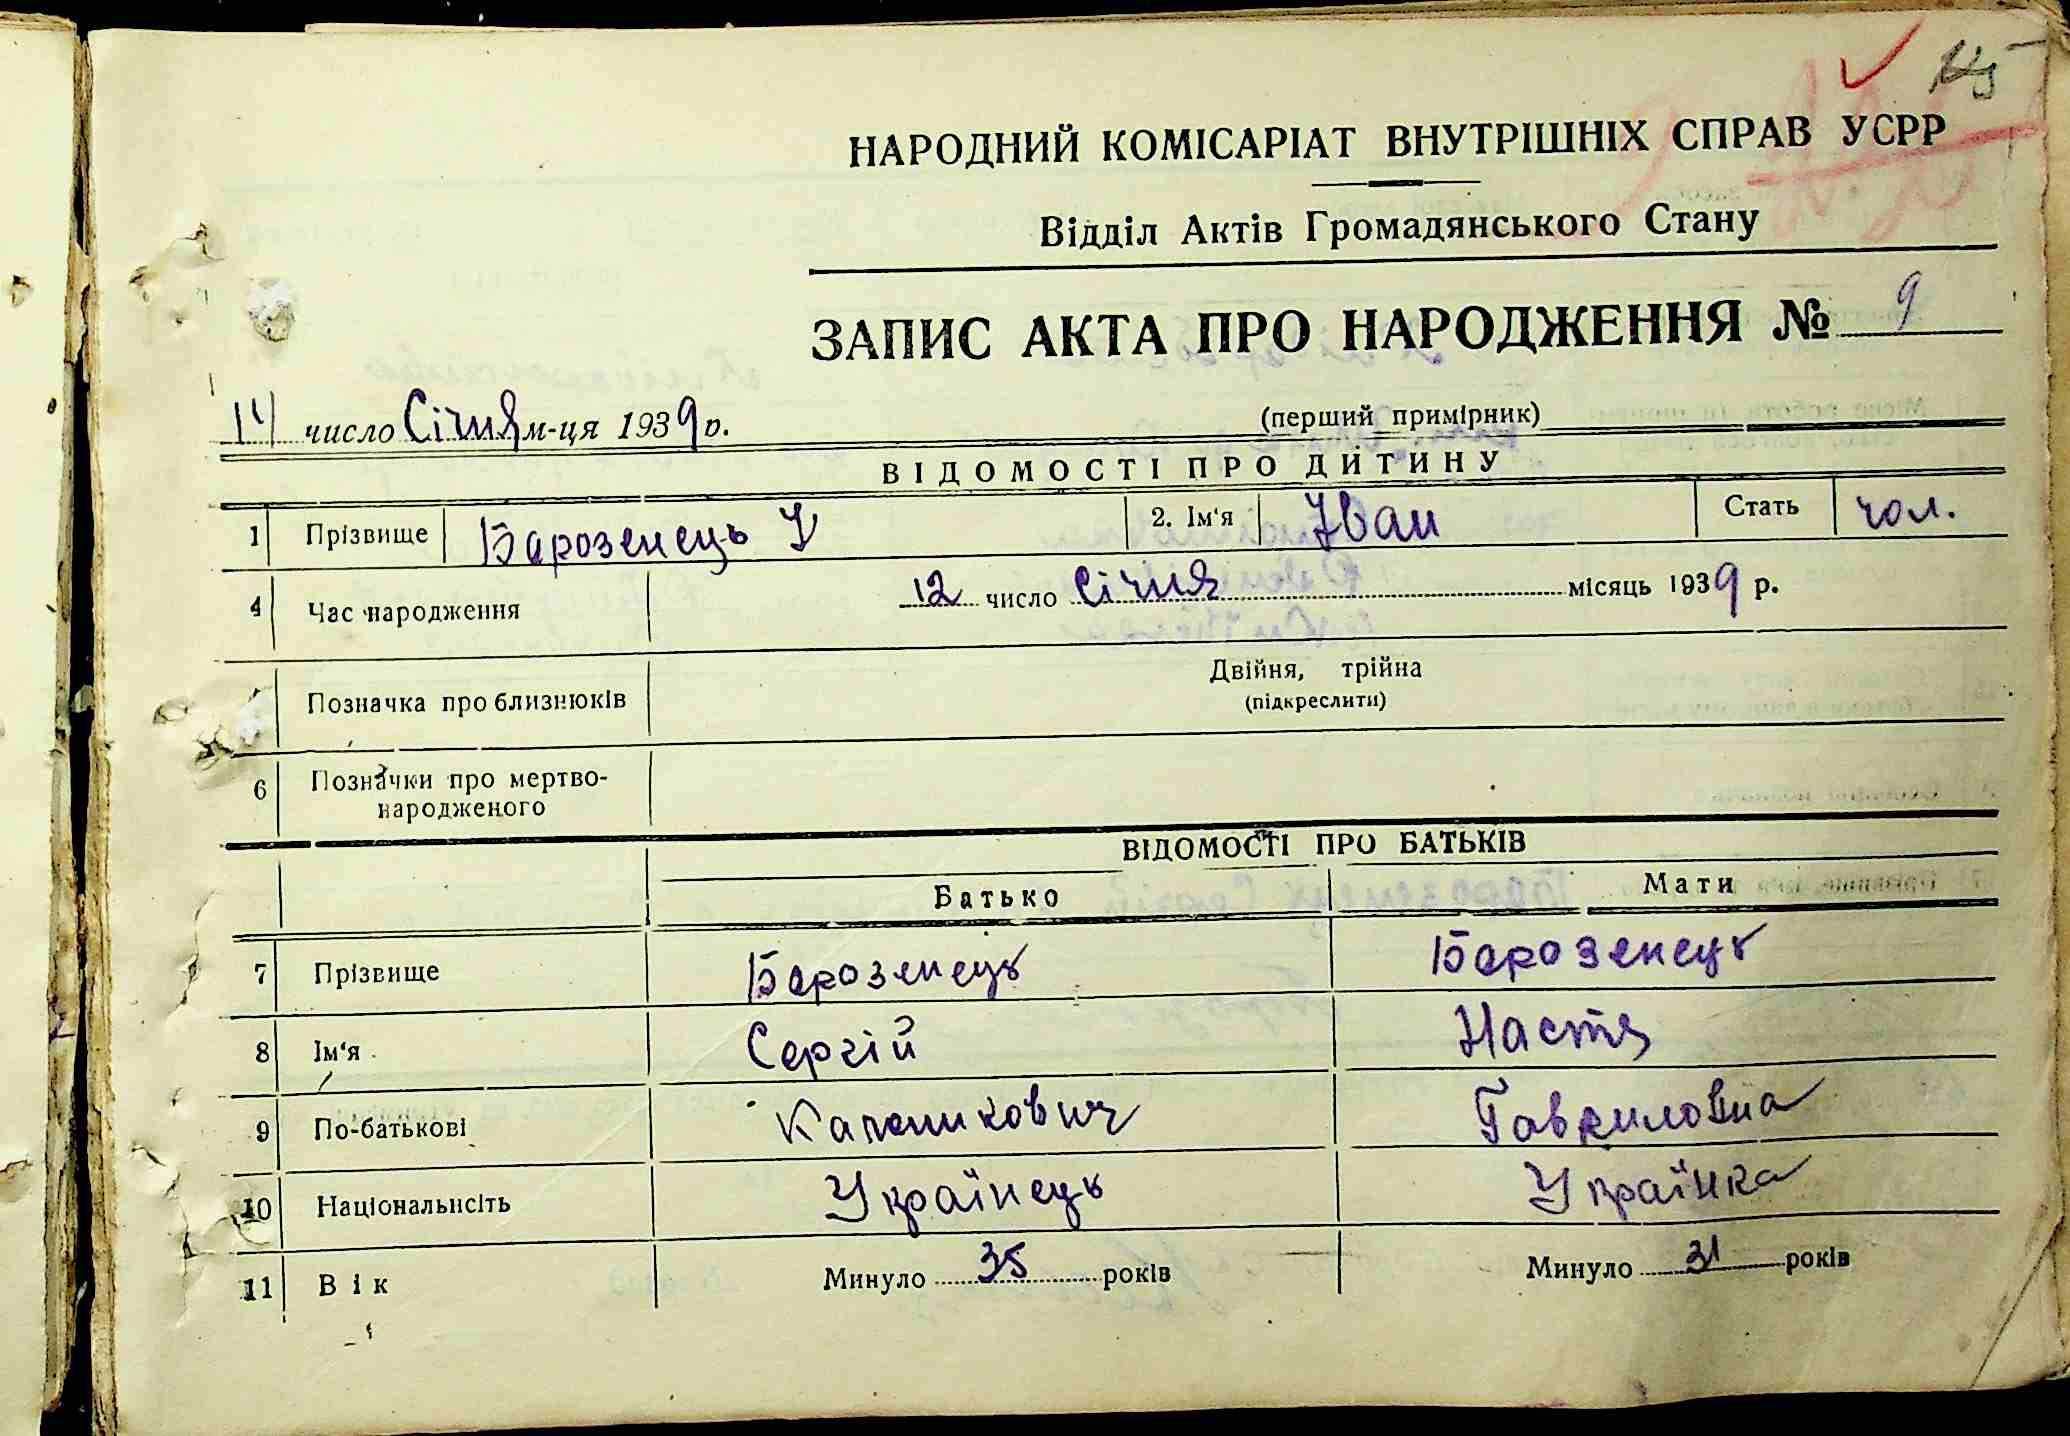 НАРОДНИЙ КОМІСАРІАТ ВНУТРІШНІХ СПРАВ УСРР
Відділ Актів Громадянського Стану
ЗАПИС АКТА ПРО НАРОДЖЕННЯ № 9
14 число Січня м-ця 1939 р.
(перший примірник)
ВІДОМОСТІ ПРО ДИТИНУ
1 Прізвище Барозенець У 2. Ім'я Іван Стать чол.
4 Час народження 12 число Січня місяць 1939 р.
Позначка про близнюків Двійня, трійна
(підкреслити)
6 Позначки про мертво-
народженого
ВІДОМОСТІ ПРО БАТЬКІВ
Батько Мати
7 Прізвище Барозенець Барозенець
8 Ім'я Сергій Настя
9 По-батькові Гавриловна
10 Національнсіть Українець Українка
11 Вік Минуло 35 років Минуло 31 років